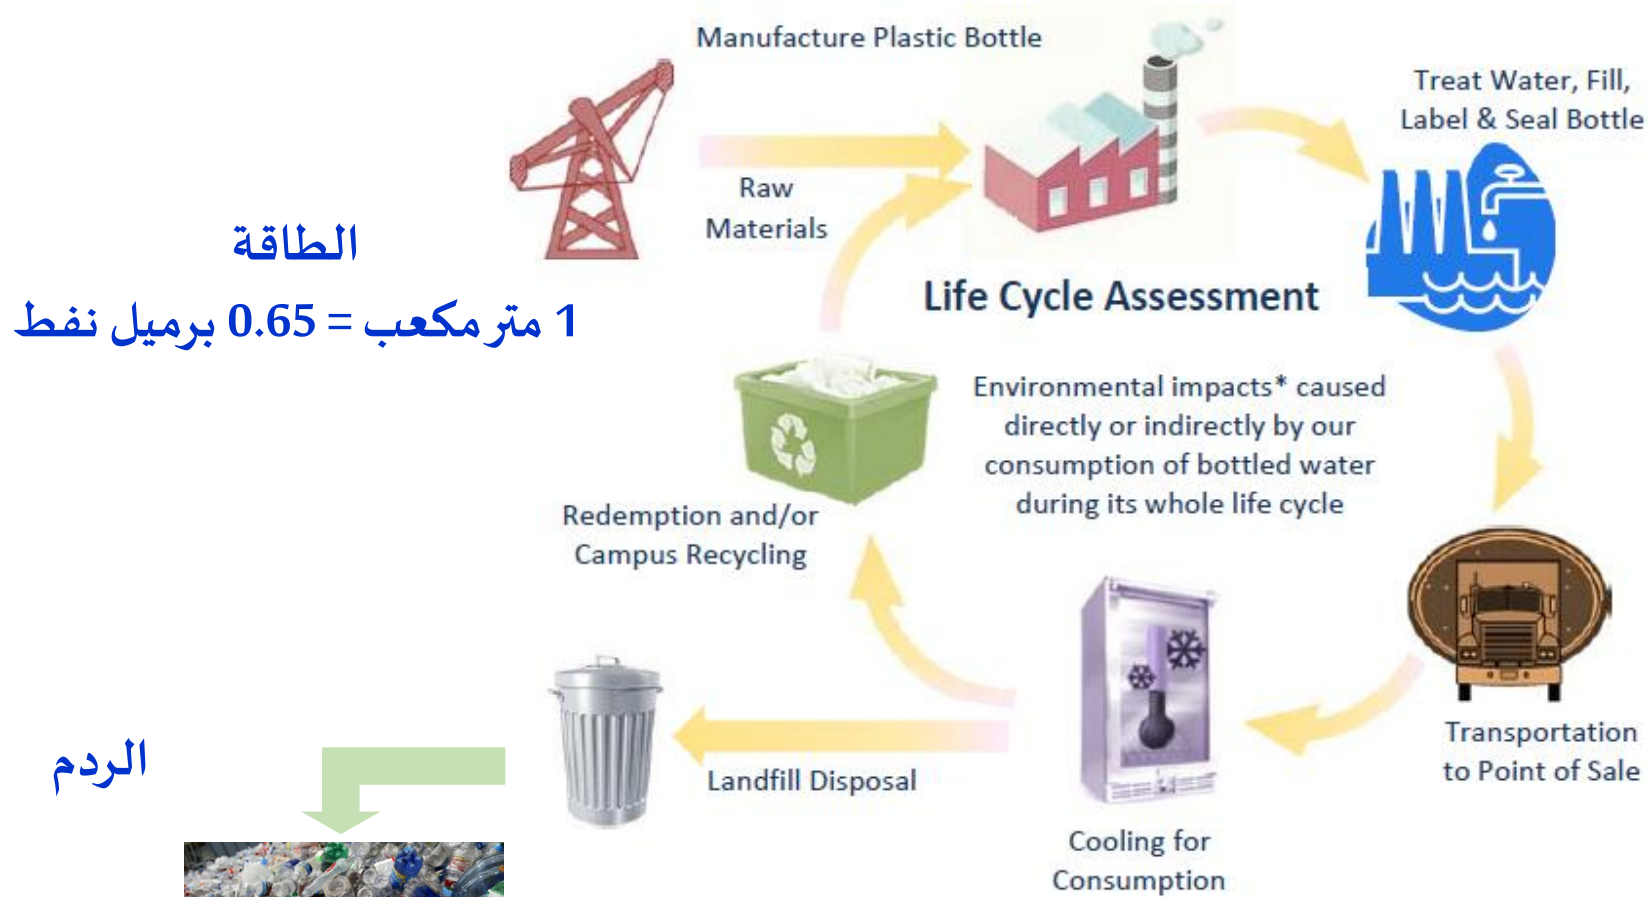 Manufacture Plastic Bottle
Treat Water, Fill,
Label & Seal Bottle
Raw
Materials
الطاقة
1 متر مكعب = 0.65 برميل نفط
Life Cycle Assessment
Environmental impacts* caused
directly or indirectly by our
consumption of bottled water
during its whole life cycle
Redemption and/or
Campus Recycling
Transportation
to Point of Sale
الردم
Landfill Disposal
Cooling for
Consumption